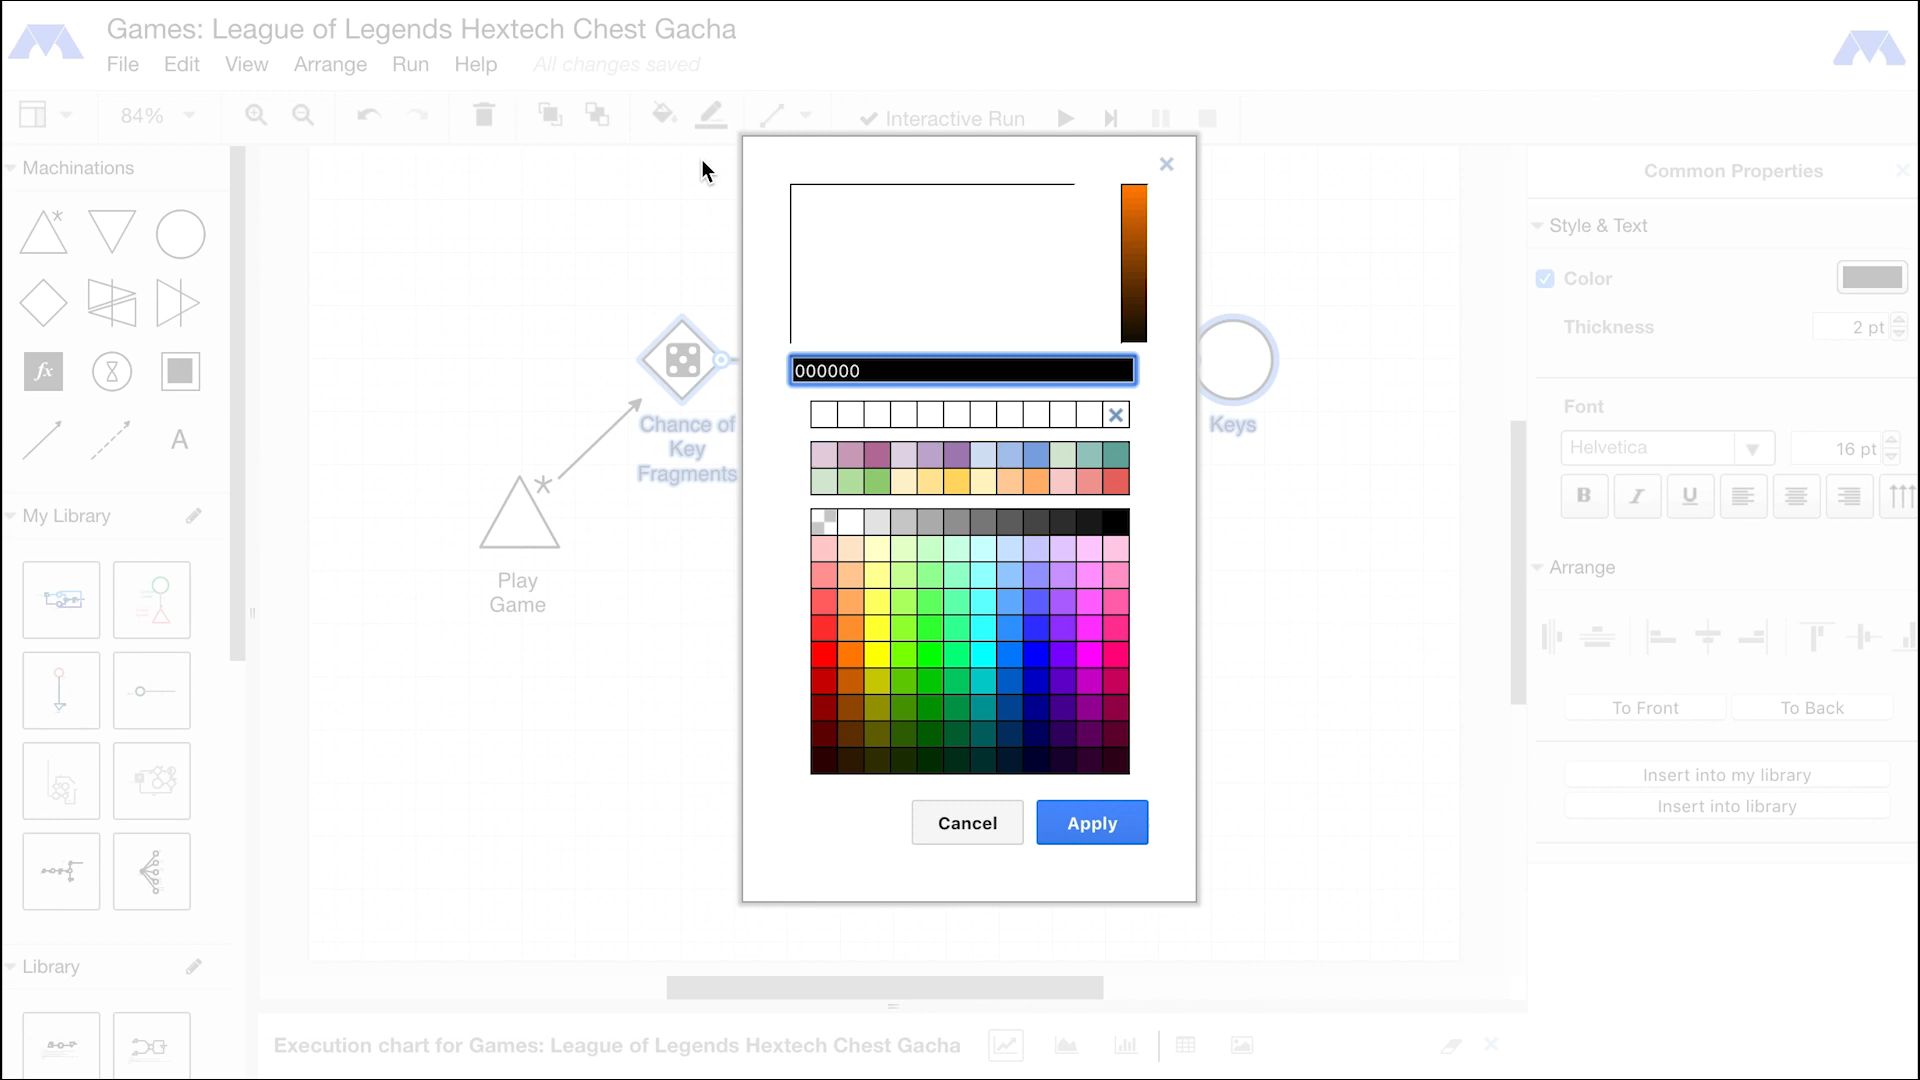 Games: League of Legends Hextech Chest Gacha
File Edit View Arrange Run Help All changes saved
84% Interactive Run
Machinations
fx
A
My Library
Library
Chance of
Key
Fragments
Play
Game
Keys
000000
Cancel Apply
Common Properties
Style & Text
Color
Thickness 2 pt
Font
Helvetica 16 pt
B I U
Arrange
To Front To Back
Insert into my library
Insert into library
Execution chart for Games: League of Legends Hextech Chest Gacha